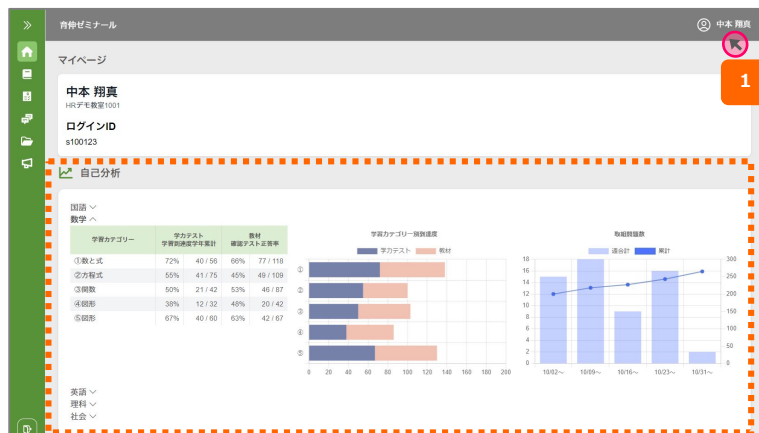 育伸ゼミナール
中本 翔真
マイページ
1
中本 翔真
HRデモ教室1001
ログインID
s100123
自己分析
国語
数学
学習カテゴリー 学力テスト 学習到達度学年累計 教材 確認テスト正答率
①数と式 72% 40 / 56 66% 77 / 118
②方程式 55% 41 / 75 45% 49 / 109
③関数 50% 21 / 42 53% 46 / 87
④図形 38% 12 / 32 48% 20 / 42
⑤図形 67% 40 / 60 63% 42 / 67
学習カテゴリー別到達度
学力テスト 教材
①
②
③
④
⑤
0 20 40 60 80 100 120 140 160 180 200
取組問題数
週合計 累計
18 300
16
14 250
12 200
10
8 150
6 100
4
2 50
0 0
10/02～ 10/09～ 10/16～ 10/23～ 10/31～
英語
理科
社会